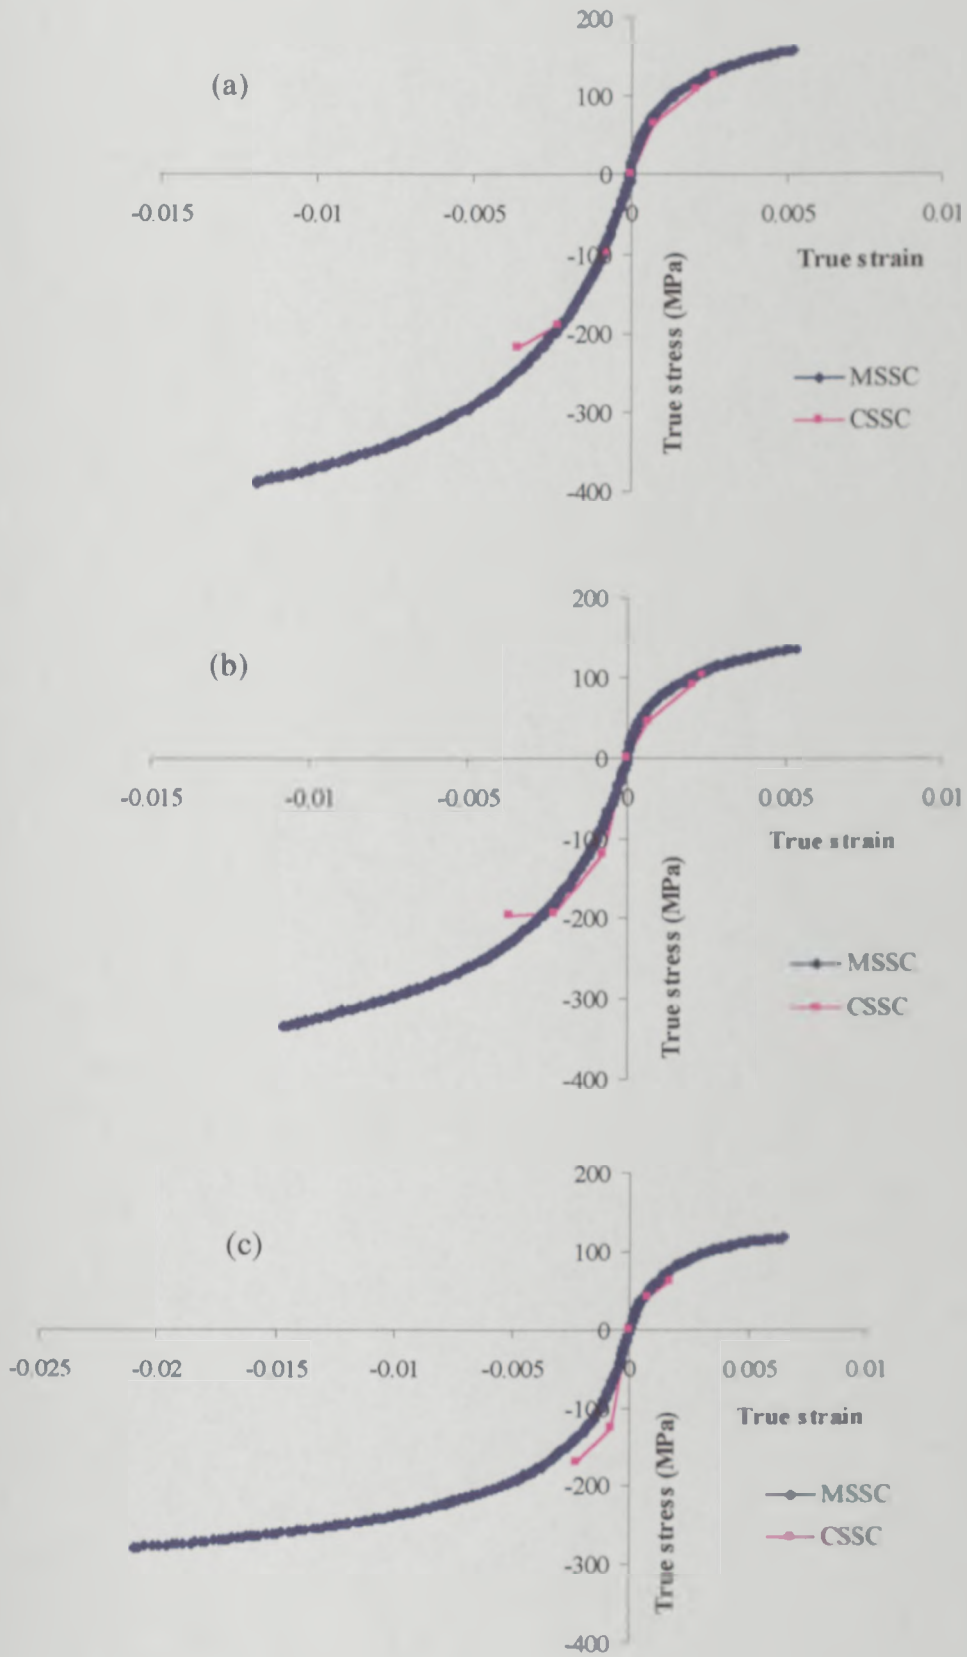 (a)
200
100
0
-0.015 -0.01 -0.005 0 0.005 0.01
-100
True strain
-200
True stress (MPa)
MSSC
-300
CSSC
-400
(b)
200
100
0
-0.015 -0.01 -0.005 0 0.005 0.01
-100
True strain
-200
True stress (MPa)
MSSC
-300
CSSC
-400
(c)
200
100
0
-0.025 -0.02 -0.015 -0.01 -0.005 0 0.005 0.01
-100
True strain
-200
True stress (MPa)
MSSC
CSSC
-300
-400